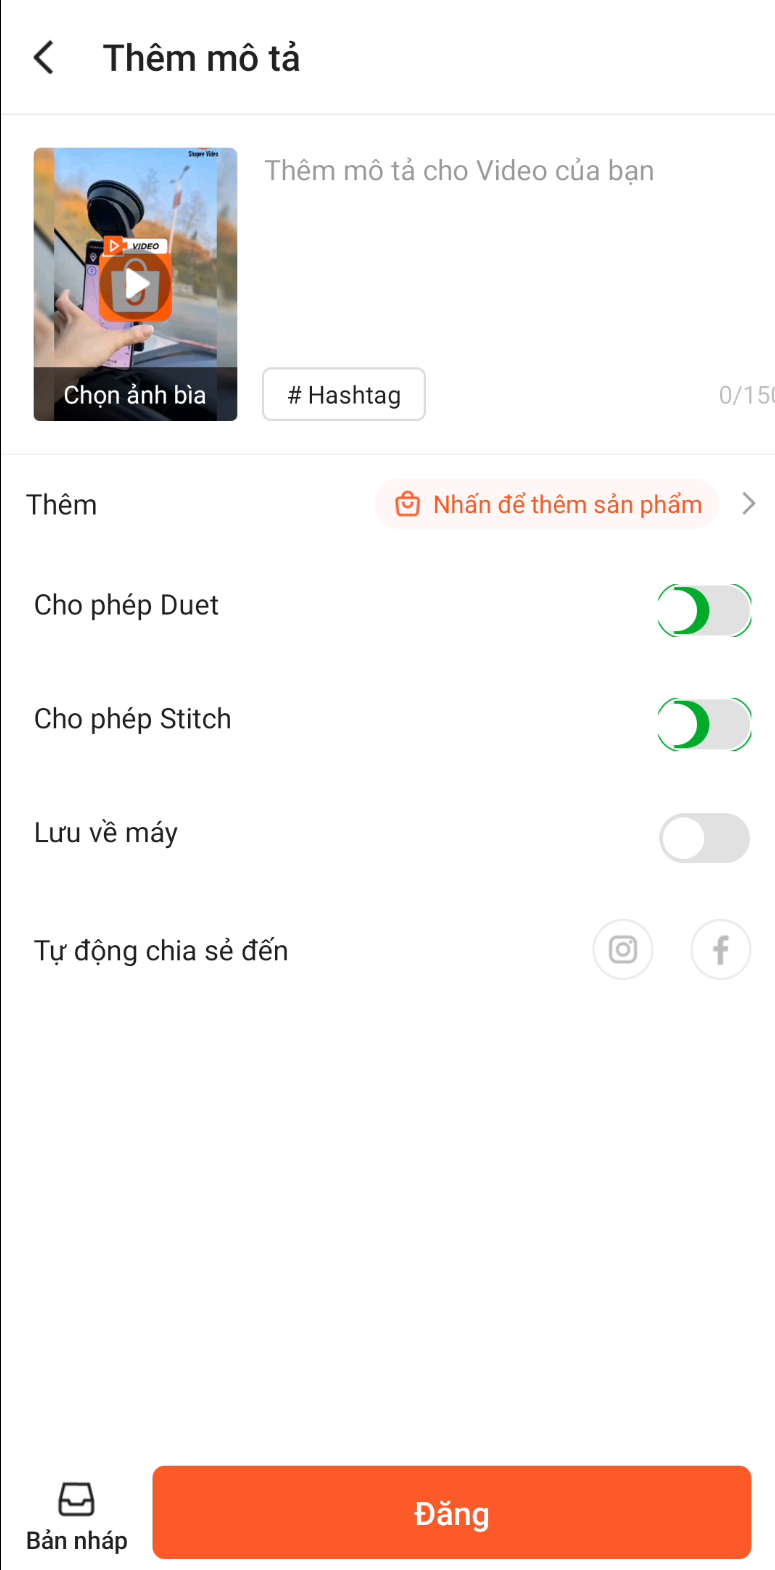 Thêm mô tả
Shopee Video
Thêm mô tả cho Video của bạn
VIDEO
Chọn ảnh bìa
# Hashtag
0/150
Thêm
Nhấn để thêm sản phẩm
Cho phép Duet
Cho phép Stitch
Lưu về máy
Tự động chia sẻ đến
Bản nháp
Đăng